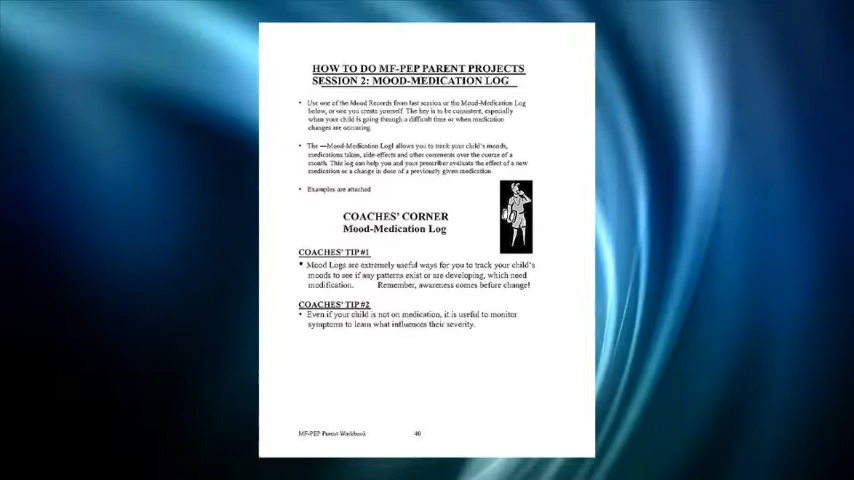 HOW TO DO MF-PEP PARENT PROJECTS
SESSION 2: MOOD-MEDICATION LOG
• Use one of the Mood Records from last session or the Mood-Medication Log
below, or one you create yourself. The key is to be consistent, especially
when your child is going through a difficult time or when medication
changes are occurring.
• The —Mood-Medication Logl allows you to track your child's moods,
medications taken, side-effects and other comments over the course of a
month. This log can help you and your prescriber evaluate the effect of a new
medication or a change in dose of a previously given medication.
• Examples are attached
COACHES' CORNER
Mood-Medication Log
COACHES' TIP #1
• Mood Logs are extremely useful ways for you to track your child's
moods to see if any patterns exist or are developing, which need
modification. Remember, awareness comes before change!
COACHES' TIP #2
• Even if your child is not on medication, it is useful to monitor
symptoms to learn what influences their severity.
MF-PEP Parent Workbook 40